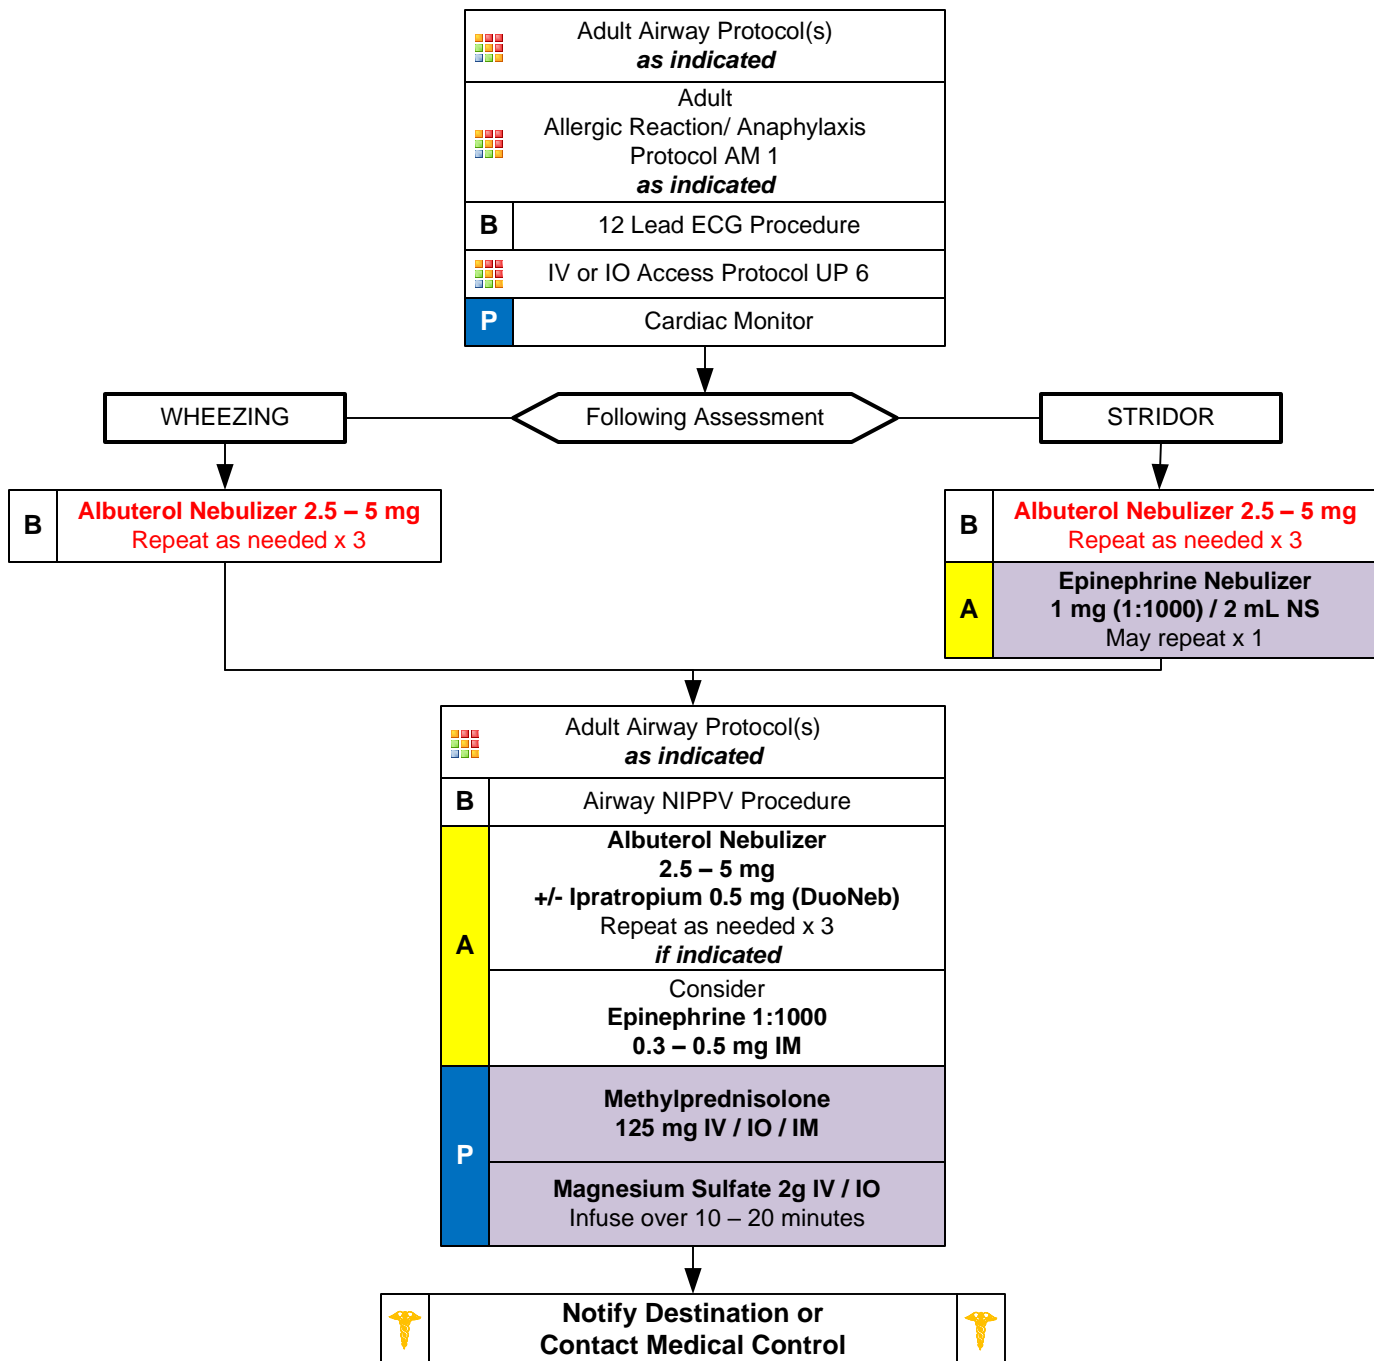 Adult Airway Protocol(s)
as indicated
Adult
Allergic Reaction/ Anaphylaxis
Protocol AM 1
as indicated
B
12 Lead ECG Procedure
IV or IO Access Protocol UP 6
P
Cardiac Monitor
WHEEZING
Following Assessment
STRIDOR
B
Albuterol Nebulizer 2.5 – 5 mg
Repeat as needed x 3
B
Albuterol Nebulizer 2.5 – 5 mg
Repeat as needed x 3
A
Epinephrine Nebulizer
1 mg (1:1000) / 2 mL NS
May repeat x 1
Adult Airway Protocol(s)
as indicated
B
Airway NIPPV Procedure
A
Albuterol Nebulizer
2.5 – 5 mg
+/- Ipratropium 0.5 mg (DuoNeb)
Repeat as needed x 3
if indicated
Consider
Epinephrine 1:1000
0.3 – 0.5 mg IM
P
Methylprednisolone
125 mg IV / IO / IM
Magnesium Sulfate 2g IV / IO
Infuse over 10 – 20 minutes
Notify Destination or
Contact Medical Control